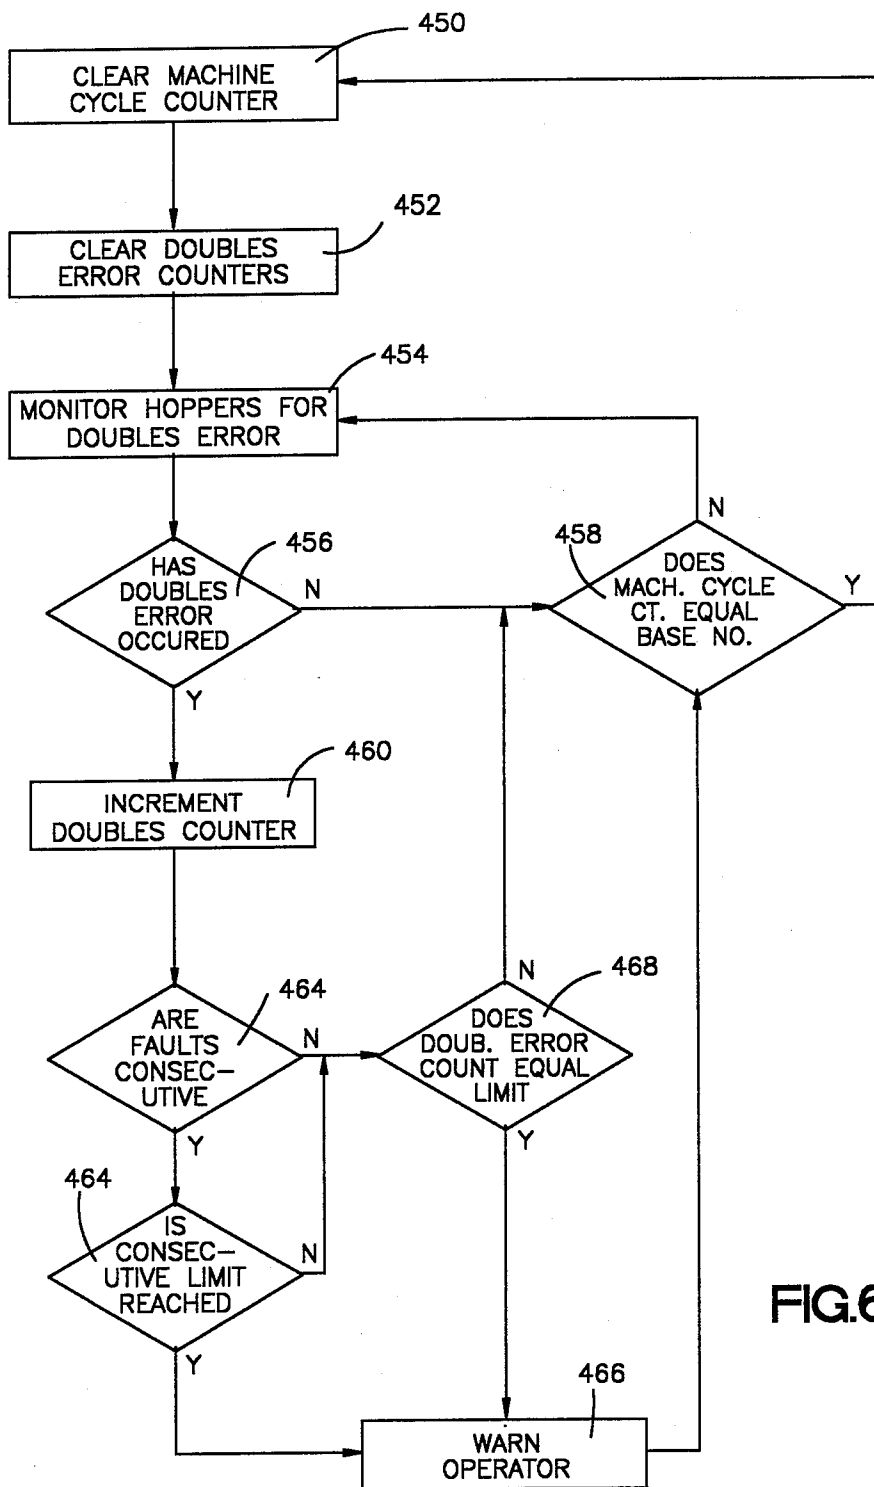 450
CLEAR MACHINE
CYCLE COUNTER
452
CLEAR DOUBLES
ERROR COUNTERS
454
MONITOR HOPPERS FOR
DOUBLES ERROR
456
HAS
DOUBLES
ERROR
OCCURED
N
Y
458
DOES
MACH. CYCLE
CT. EQUAL
BASE NO.
N
Y
460
INCREMENT
DOUBLES COUNTER
464
ARE
FAULTS
CONSEC–
UTIVE
N
Y
468
DOES
DOUB. ERROR
COUNT EQUAL
LIMIT
N
Y
464
IS
CONSEC–
UTIVE LIMIT
REACHED
N
Y
466
WARN
OPERATOR
FIG.6